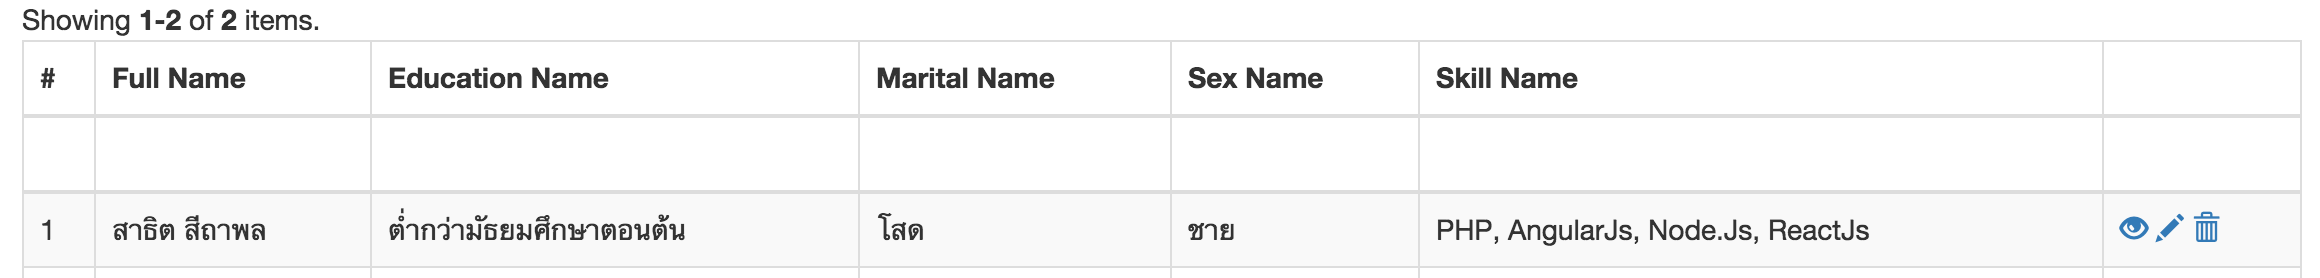 Showing 1-2 of 2 items.
# Full Name Education Name Marital Name Sex Name Skill Name
1 สาธิต สีถาพล ต่ำกว่ามัธยมศึกษาตอนต้น โสด ชาย PHP, AngularJs, Node.Js, ReactJs